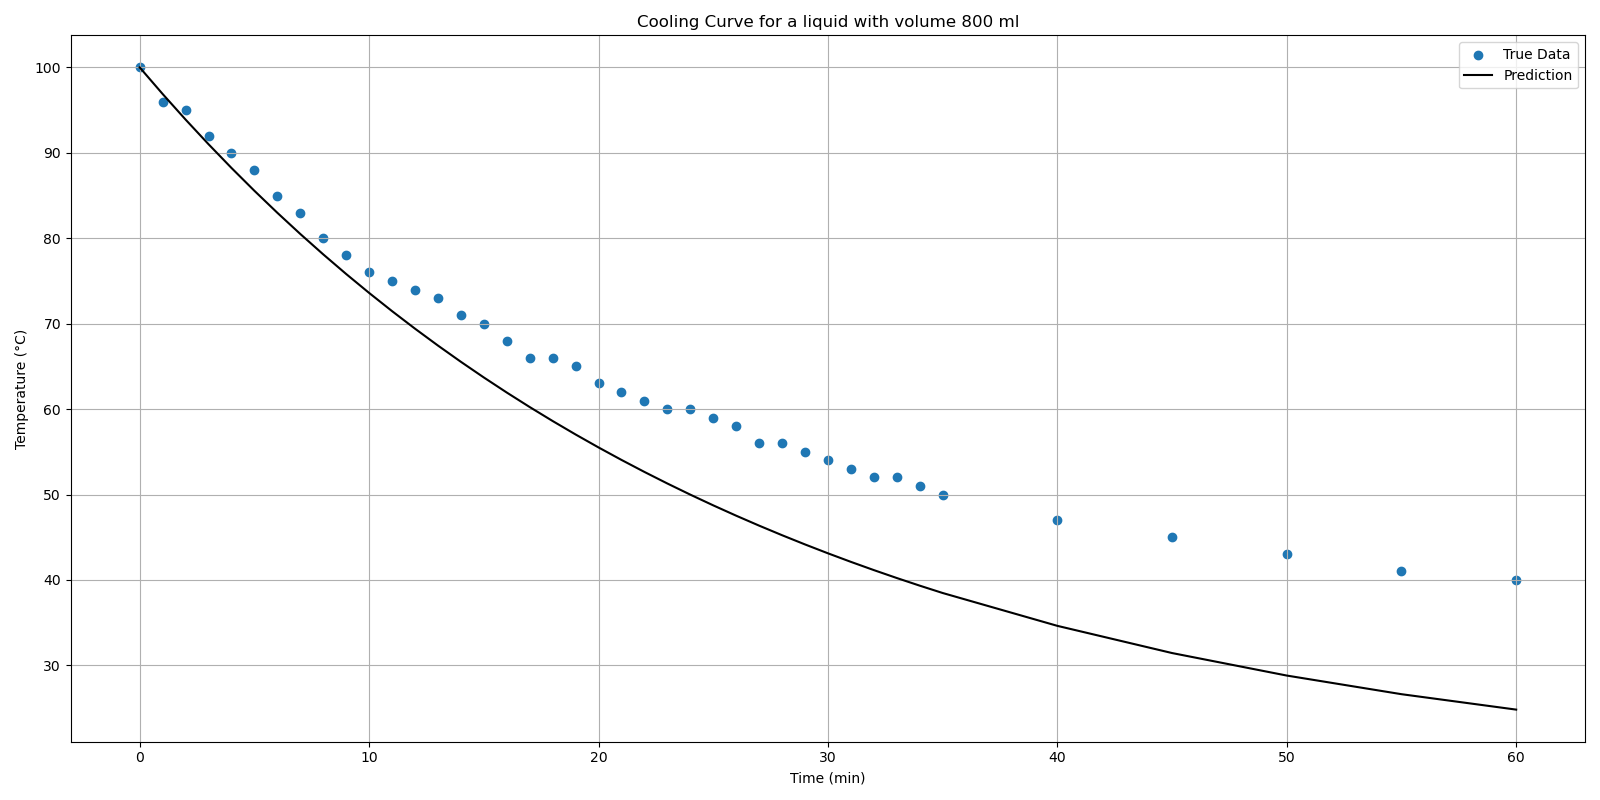 Cooling Curve for a liquid with volume 800 ml
True Data
Prediction
100
90
80
70
60
50
40
30
Temperature (°C)
0 10 20 30 40 50 60
Time (min)